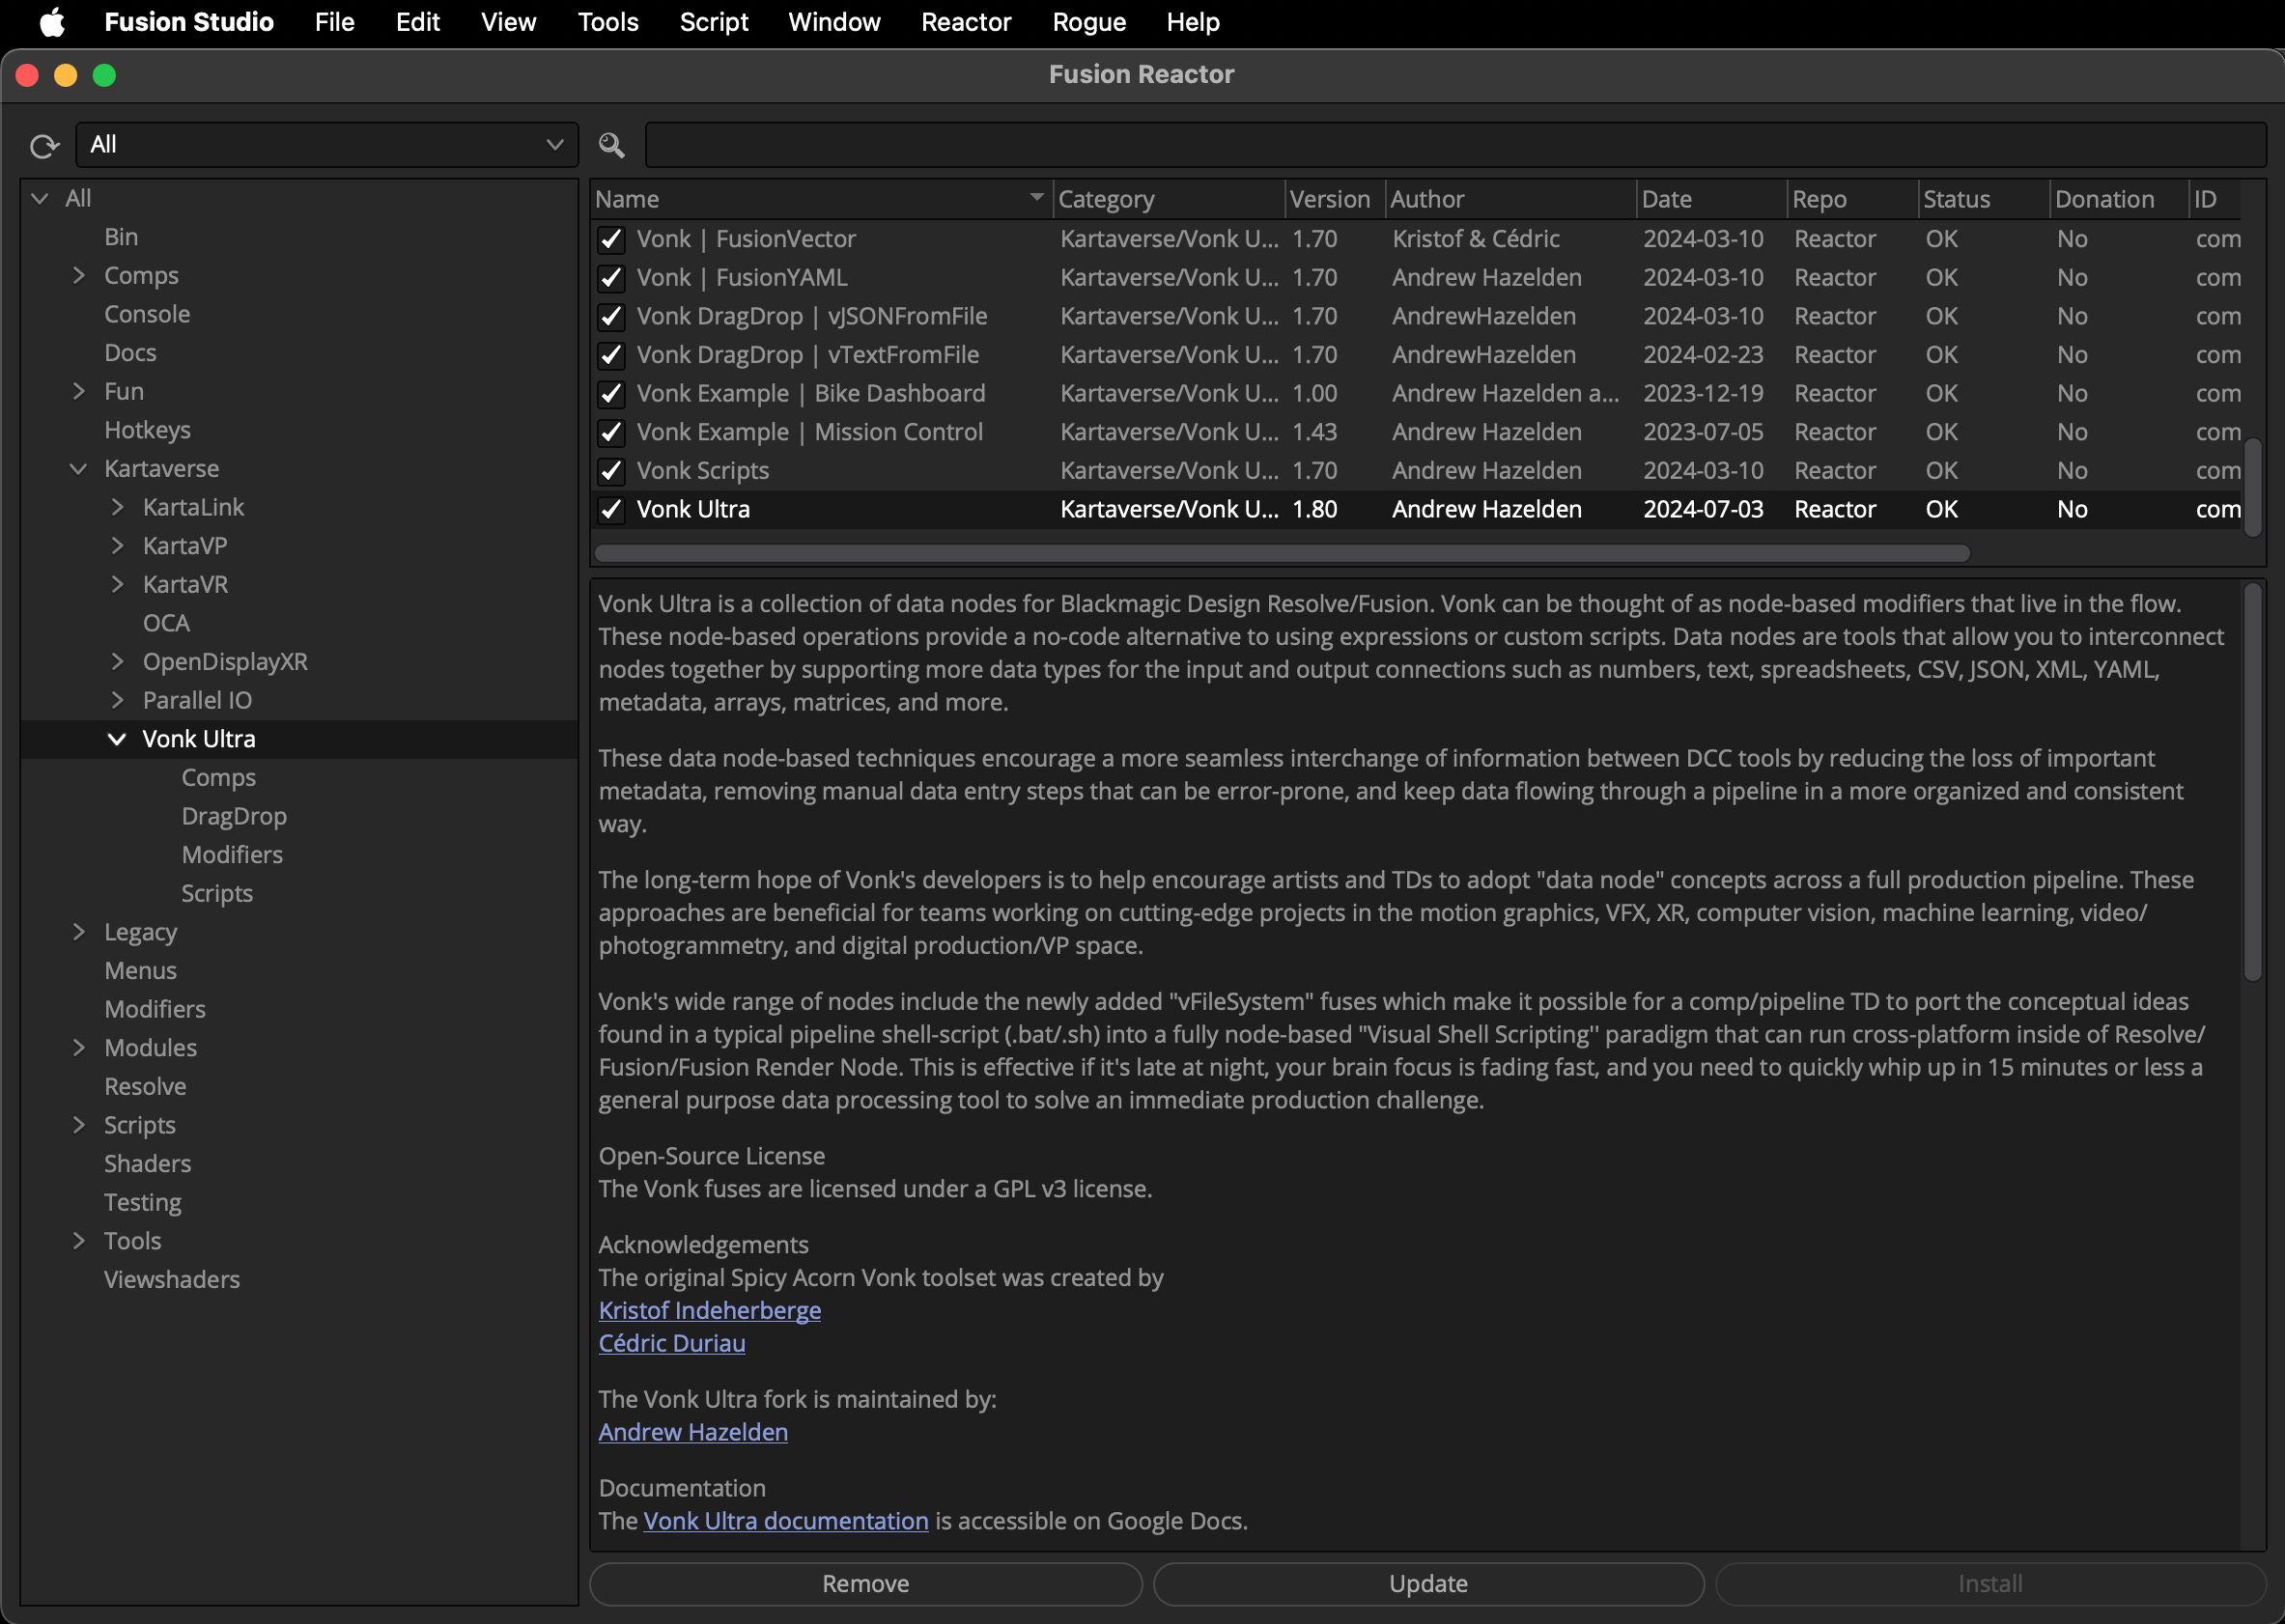 Fusion Studio File Edit View Tools Script Window Reactor Rogue Help
Fusion Reactor
All
All
Bin
Comps
Console
Docs
Fun
Hotkeys
Kartaverse
KartaLink
KartaVP
KartaVR
OCA
OpenDisplayXR
Parallel IO
Vonk Ultra
Comps
DragDrop
Modifiers
Scripts
Legacy
Menus
Modifiers
Modules
Resolve
Scripts
Shaders
Testing
Tools
Viewshaders
Name Category Version Author Date Repo Status Donation ID
Vonk | FusionVector Kartaverse/Vonk U... 1.70 Kristof & Cédric 2024-03-10 Reactor OK No com
Vonk | FusionYAML Kartaverse/Vonk U... 1.70 Andrew Hazelden 2024-03-10 Reactor OK No com
Vonk DragDrop | vJSONFromFile Kartaverse/Vonk U... 1.70 AndrewHazelden 2024-03-10 Reactor OK No com
Vonk DragDrop | vTextFromFile Kartaverse/Vonk U... 1.70 AndrewHazelden 2024-02-23 Reactor OK No com
Vonk Example | Bike Dashboard Kartaverse/Vonk U... 1.00 Andrew Hazelden a... 2023-12-19 Reactor OK No com
Vonk Example | Mission Control Kartaverse/Vonk U... 1.43 Andrew Hazelden 2023-07-05 Reactor OK No com
Vonk Scripts Kartaverse/Vonk U... 1.70 Andrew Hazelden 2024-03-10 Reactor OK No com
Vonk Ultra Kartaverse/Vonk U... 1.80 Andrew Hazelden 2024-07-03 Reactor OK No com
Vonk Ultra is a collection of data nodes for Blackmagic Design Resolve/Fusion. Vonk can be thought of as node-based modifiers that live in the flow.
These node-based operations provide a no-code alternative to using expressions or custom scripts. Data nodes are tools that allow you to interconnect
nodes together by supporting more data types for the input and output connections such as numbers, text, spreadsheets, CSV, JSON, XML, YAML,
metadata, arrays, matrices, and more.
These data node-based techniques encourage a more seamless interchange of information between DCC tools by reducing the loss of important
metadata, removing manual data entry steps that can be error-prone, and keep data flowing through a pipeline in a more organized and consistent
way.
The long-term hope of Vonk's developers is to help encourage artists and TDs to adopt "data node" concepts across a full production pipeline. These
approaches are beneficial for teams working on cutting-edge projects in the motion graphics, VFX, XR, computer vision, machine learning, video/
photogrammetry, and digital production/VP space.
Vonk's wide range of nodes include the newly added "vFileSystem" fuses which make it possible for a comp/pipeline TD to port the conceptual ideas
found in a typical pipeline shell-script (.bat/.sh) into a fully node-based "Visual Shell Scripting'' paradigm that can run cross-platform inside of Resolve/
Fusion/Fusion Render Node. This is effective if it's late at night, your brain focus is fading fast, and you need to quickly whip up in 15 minutes or less a
general purpose data processing tool to solve an immediate production challenge.
Open-Source License
The Vonk fuses are licensed under a GPL v3 license.
Acknowledgements
The original Spicy Acorn Vonk toolset was created by
Kristof Indeherberge
Cédric Duriau
The Vonk Ultra fork is maintained by:
Andrew Hazelden
Documentation
The Vonk Ultra documentation is accessible on Google Docs.
Remove Update Install